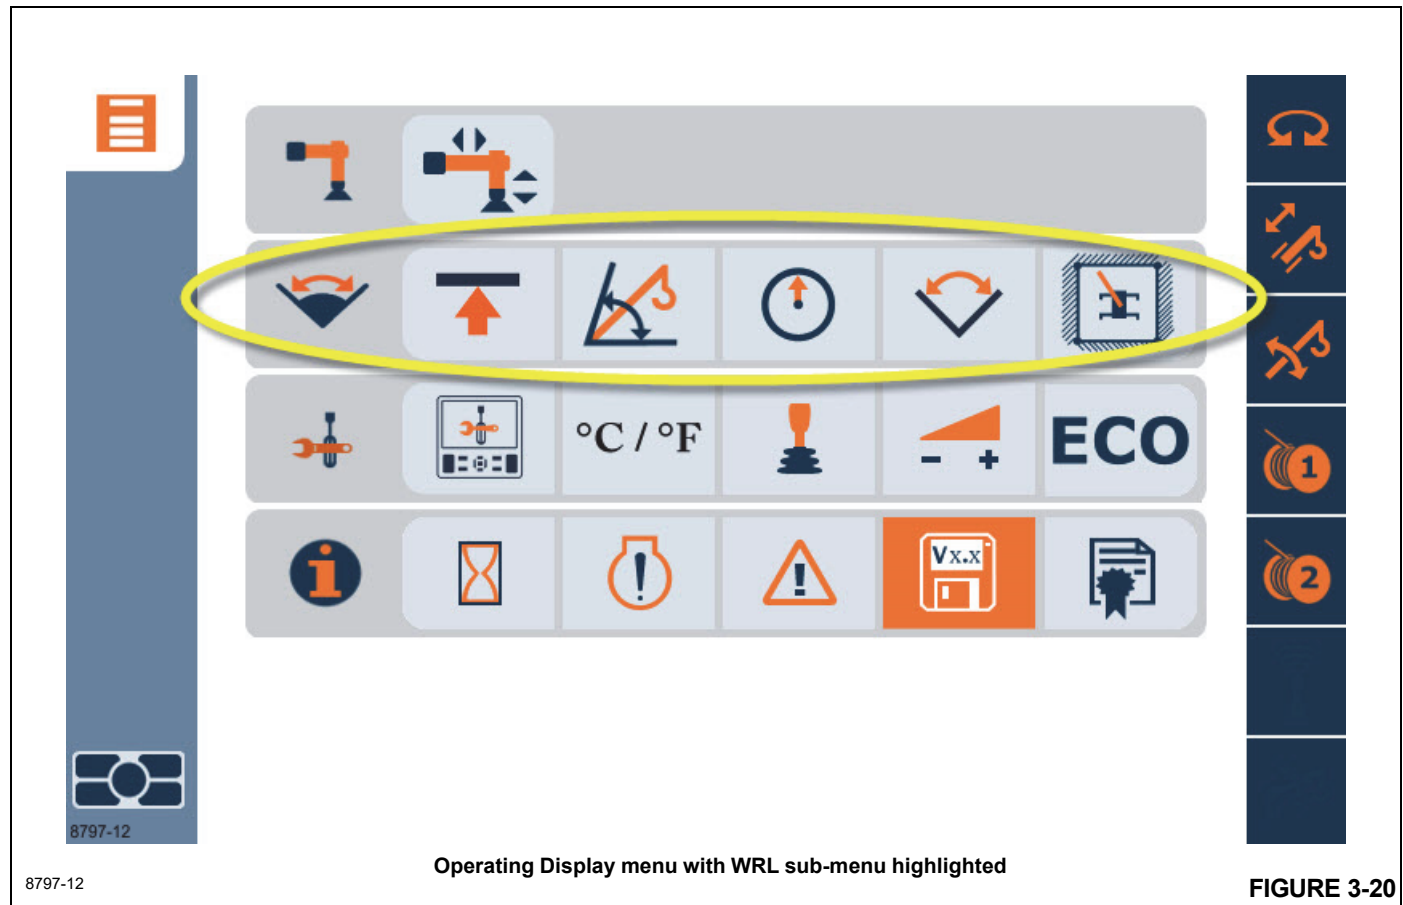 1
°C / °F
- +
ECO
2
i
!
!
Vx.x
8797-12
Operating Display menu with WRL sub-menu highlighted
8797-12
FIGURE 3-20